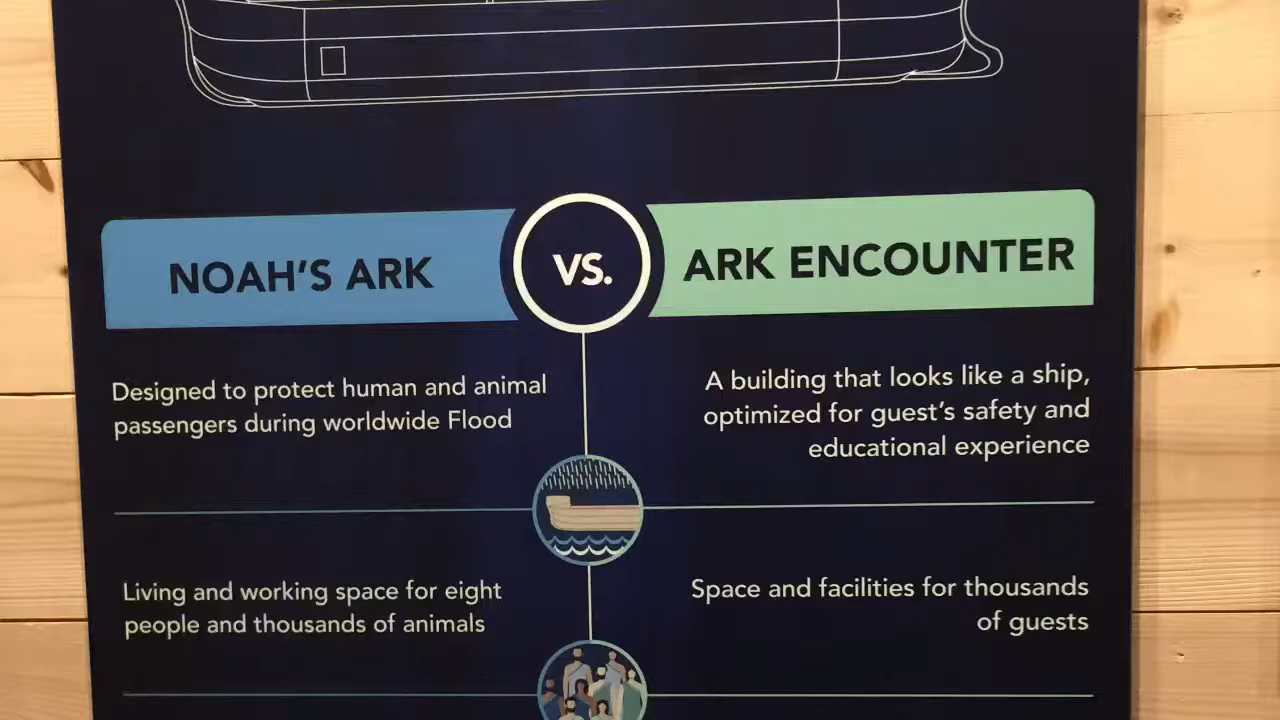 NOAH'S ARK
VS.
ARK ENCOUNTER
Designed to protect human and animal
passengers during worldwide Flood
A building that looks like a ship,
optimized for guest's safety and
educational experience
Living and working space for eight
people and thousands of animals
Space and facilities for thousands
of guests